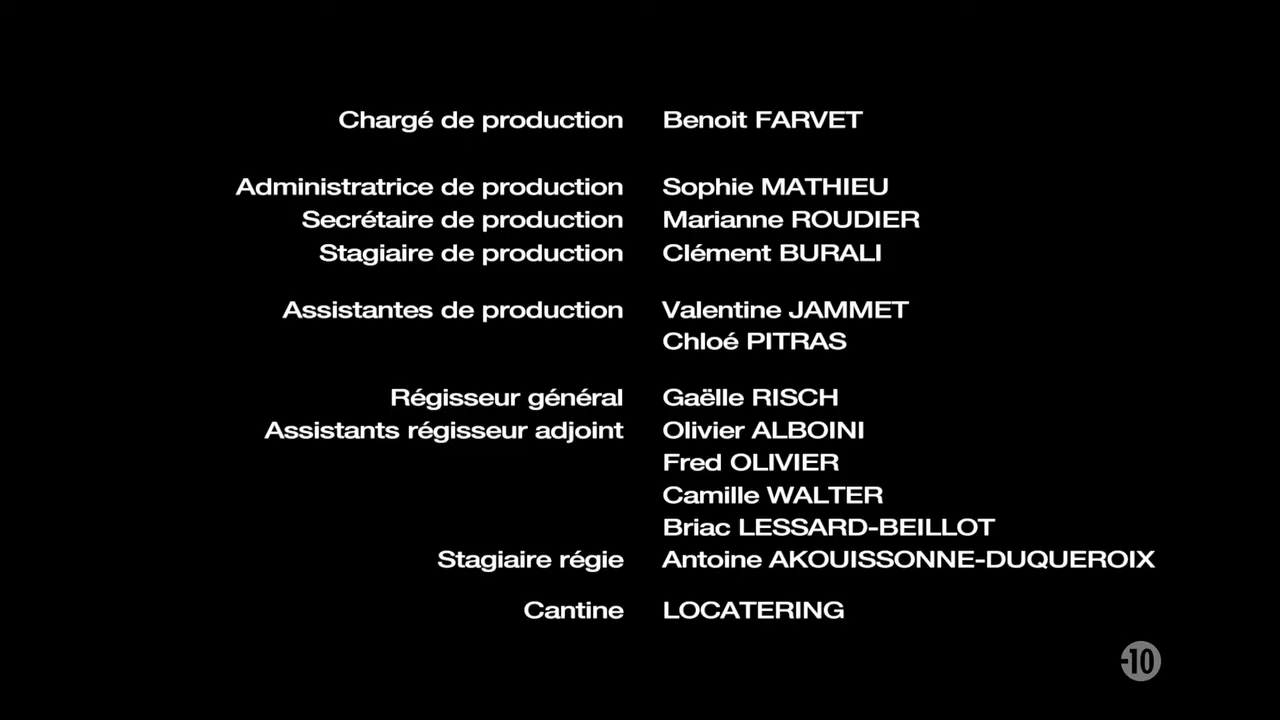 Chargé de production Benoit FARVET
Administratrice de production Sophie MATHIEU
Secrétaire de production Marianne ROUDIER
Stagiaire de production Clément BURALI
Assistantes de production Valentine JAMMET
Chloé PITRAS
Régisseur général Gaëlle RISCH
Assistants régisseur adjoint Olivier ALBOINI
Fred OLIVIER
Camille WALTER
Briac LESSARD-BEILLOT
Stagiaire régie Antoine AKOUISSONNE-DUQUEROIX
Cantine LOCATERING
-10